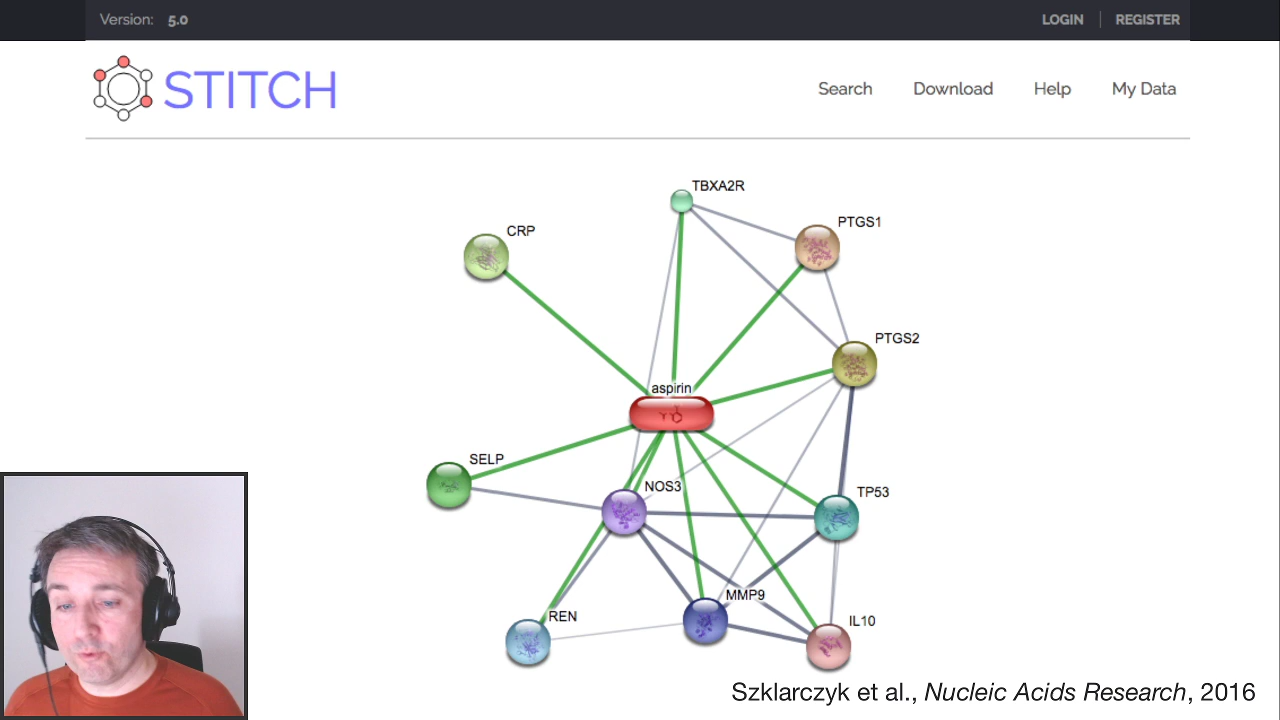 Version: 5.0
LOGIN | REGISTER
STITCH
Search Download Help My Data
TBXA2R
PTGS1
CRP
PTGS2
aspirin
SELP
NOS3
TP53
MMP9
REN
IL10
Szklarczyk et al., Nucleic Acids Research, 2016